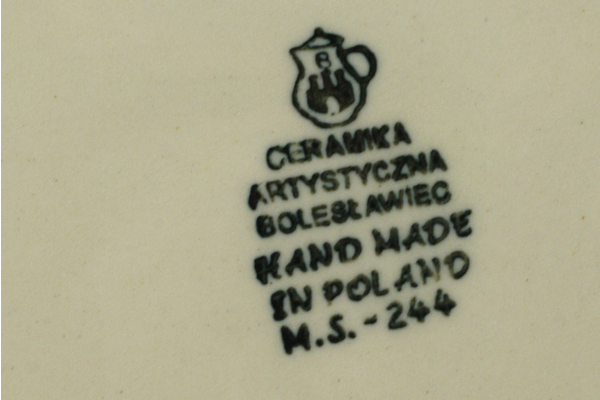 B
CERAMIKA
ARTYSTYCZNA
BOLESŁAWIEC
HAND MADE
IN POLAND
M.S. - 244